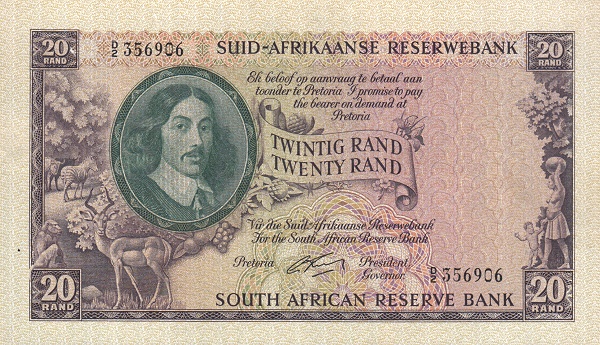 20 RAND
D/2 356906
SUID-AFRIKAANSE RESERWEBANK
20 RAND
Ek beloof op aanvraag te betaal aan
toonder te Pretoria I promise to pay
the bearer on demand at
Pretoria
TWINTIG RAND
TWENTY RAND
Vir die Suid-Afrikaanse Reserwebank
For the South African Reserve Bank
Pretoria
President
Governor
D/2 356906
20 RAND
SOUTH AFRICAN RESERVE BANK
20 RAND